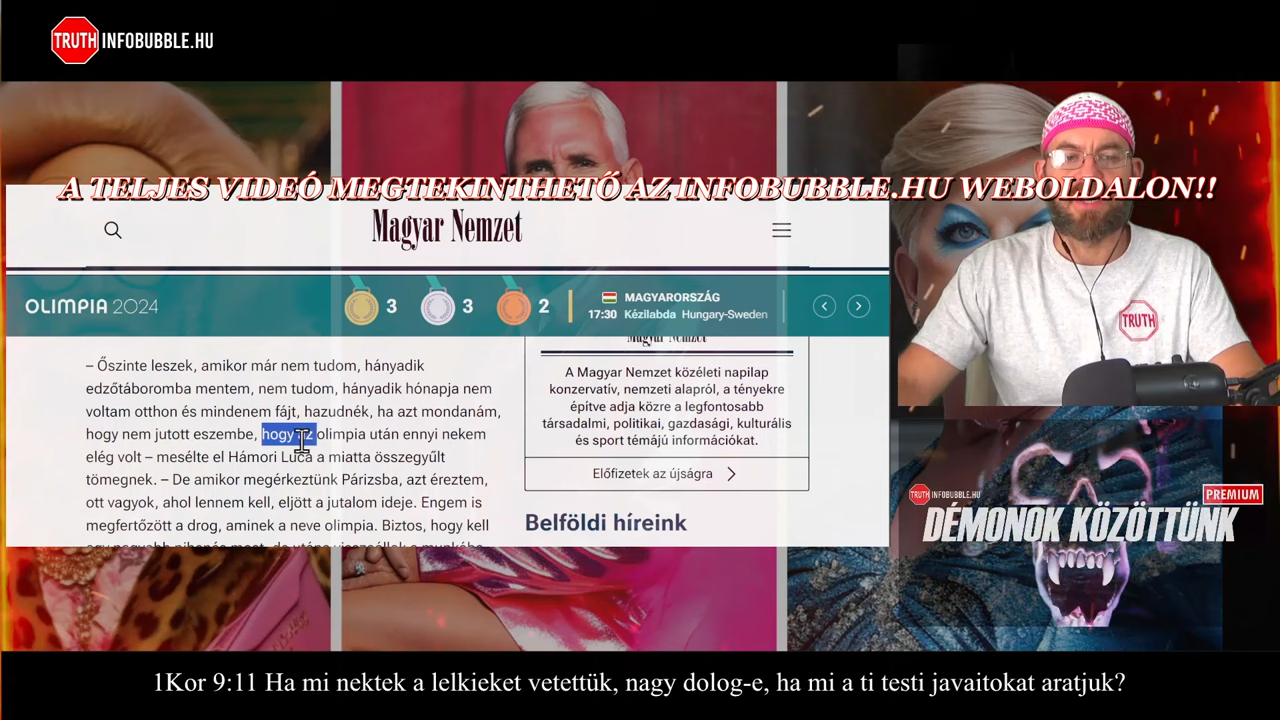 TRUTH INFOBUBBLE.HU
A TELJES VIDEÓ MEGTEKINTHETŐ AZ INFOBUBBLE.HU WEBOLDALON!!
Magyar Nemzet
OLIMPIA 2024
3
3
2
MAGYARORSZÁG
17:30 Kézilabda Hungary-Sweden
– Őszinte leszek, amikor már nem tudom, hányadik
edzőtáboromba mentem, nem tudom, hányadik hónapja nem
voltam otthon és mindenem fájt, hazudnék, ha azt mondanám,
hogy nem jutott eszembe, hogy az olimpia után ennyi nekem
elég volt – mesélte el Hámori Luca a miatta összegyűlt
tömegnek. – De amikor megérkeztünk Párizsba, azt éreztem,
ott vagyok, ahol lennem kell, eljött a jutalom ideje. Engem is
megfertőzött a drog, aminek a neve olimpia. Biztos, hogy kell
Magyar Nemzet
A Magyar Nemzet közéleti napilap
konzervatív, nemzeti alapról, a tényekre
építve adja közre a legfontosabb
társadalmi, politikai, gazdasági, kulturális
és sport témájú információkat.
Előfizetek az újságra
Belföldi híreink
TRUTH
TRUTH INFOBUBBLE.HU
PREMIUM
DÉMONOK KÖZÖTTÜNK
1Kor 9:11 Ha mi nektek a lelkieket vetettük, nagy dolog-e, ha mi a ti testi javaitokat aratjuk?